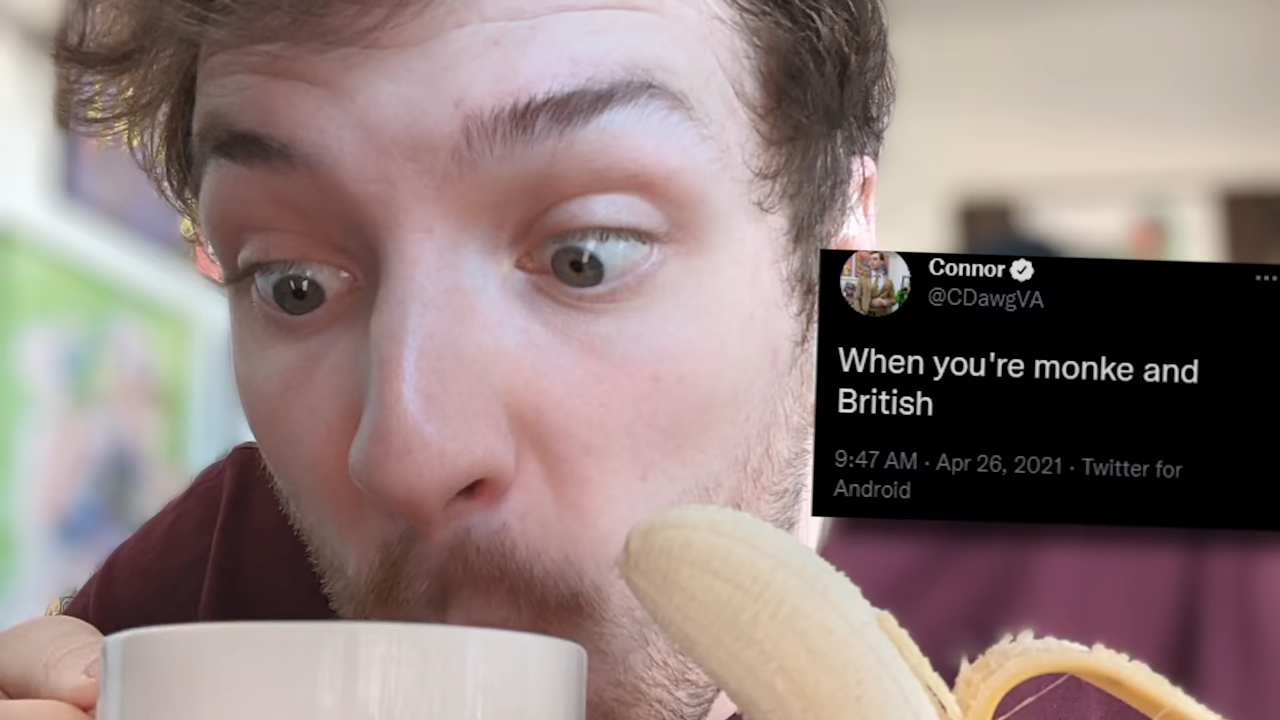 Connor
@CDawgVA
When you're monke and
British
9:47 AM · Apr 26, 2021 · Twitter for
Android